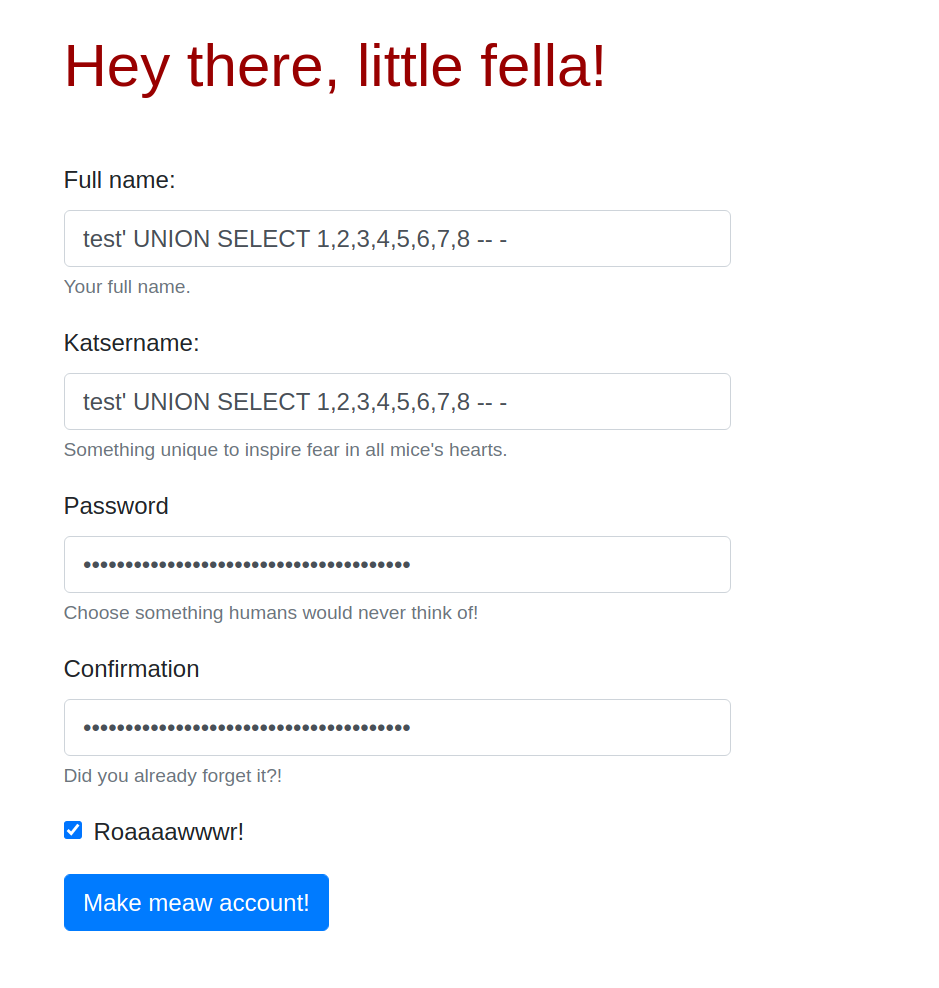 Hey there, little fella!
Full name:
test' UNION SELECT 1,2,3,4,5,6,7,8 -- -
Your full name.
Katsername:
test' UNION SELECT 1,2,3,4,5,6,7,8 -- -
Something unique to inspire fear in all mice's hearts.
Password
•••••••••••••••••••••••••••••••••••••••
Choose something humans would never think of!
Confirmation
•••••••••••••••••••••••••••••••••••••••
Did you already forget it?!
Roaaaawwwr!
Make meaw account!